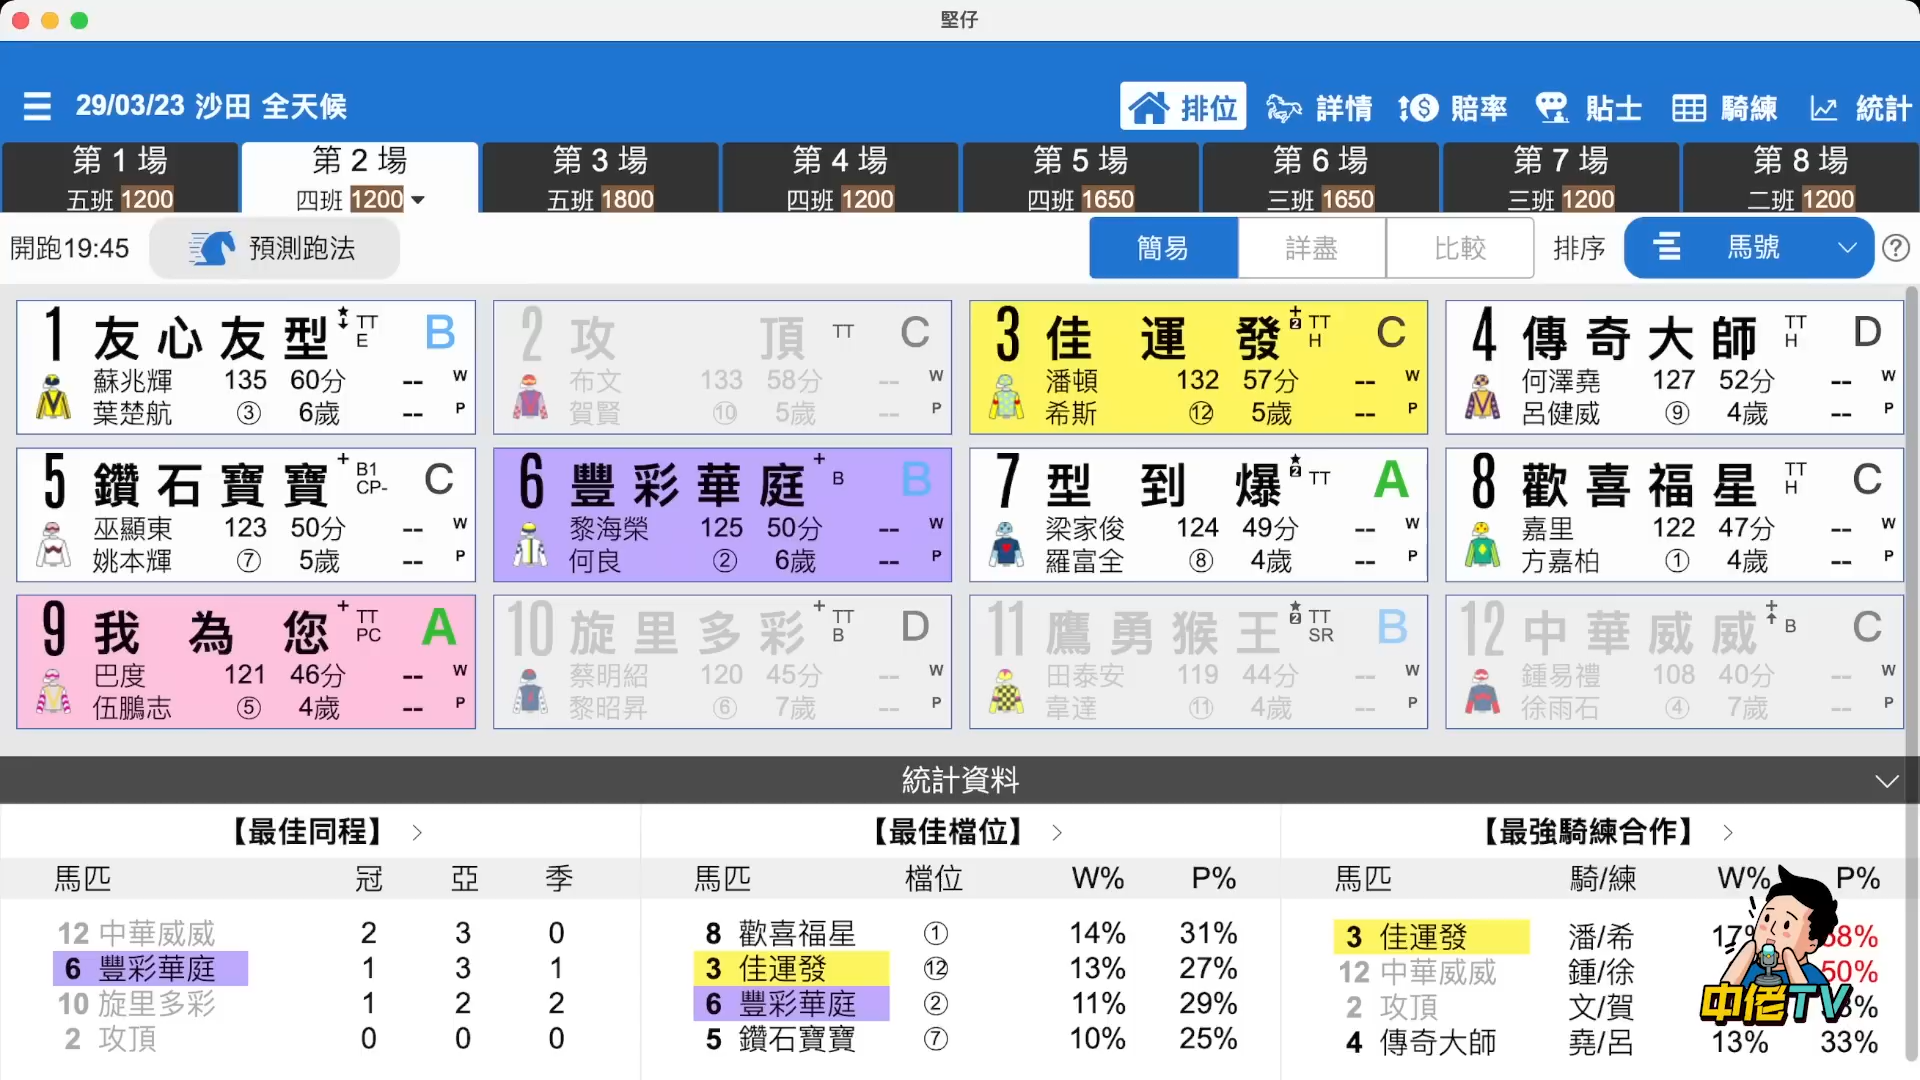 堅仔
29/03/23 沙田 全天候
排位 詳情 賠率 貼士 騎練 統計
第 1 場 第 2 場 第 3 場 第 4 場 第 5 場 第 6 場 第 7 場 第 8 場
五班 1200 四班 1200 五班 1800 四班 1200 四班 1650 三班 1650 三班 1200 二班 1200
開跑19:45 預測跑法 簡易 詳盡 比較 排序 馬號 ?
1 友心友型 TT E B
蘇兆輝 135 60分 -- W
葉楚航 ③ 6歲 -- P
2 攻頂 TT C
布文 133 58分 -- W
賀賢 ⑩ 5歲 -- P
3 佳運發 +2 TT H C
潘頓 132 57分 -- W
希斯 ⑫ 5歲 -- P
4 傳奇大師 TT H D
何澤堯 127 52分 -- W
呂健威 ⑨ 4歲 -- P
5 鑽石寶寶 + B1 CP- C
巫顯東 123 50分 -- W
姚本輝 ⑦ 5歲 -- P
6 豐彩華庭 + B B
黎海榮 125 50分 -- W
何良 ② 6歲 -- P
7 型到爆 ★2 TT A
梁家俊 124 49分 -- W
羅富全 ⑧ 4歲 -- P
8 歡喜福星 TT H C
嘉里 122 47分 -- W
方嘉柏 ① 4歲 -- P
9 我為您 + TT PC A
巴度 121 46分 -- W
伍鵬志 ⑤ 4歲 -- P
10 旋里多彩 + TT B D
蔡明紹 120 45分 -- W
黎昭昇 ⑥ 7歲 -- P
11 鷹勇猴王 ★2 TT SR B
田泰安 119 44分 -- W
韋達 ⑪ 4歲 -- P
12 中華威威 + B C
鍾易禮 108 40分 -- W
徐雨石 ④ 7歲 -- P
統計資料
【最佳同程】
馬匹 冠 亞 季
12 中華威威 2 3 0
6 豐彩華庭 1 3 1
10 旋里多彩 1 2 2
2 攻頂 0 0 0
【最佳檔位】
馬匹 檔位 W% P%
8 歡喜福星 ① 14% 31%
3 佳運發 ⑫ 13% 27%
6 豐彩華庭 ② 11% 29%
5 鑽石寶寶 ⑦ 10% 25%
【最強騎練合作】
馬匹 騎/練 W% P%
3 佳運發 潘/希
12 中華威威 鍾/徐 50%
2 攻頂 文/賀
4 傳奇大師 堯/呂 13% 33%
中佬TV